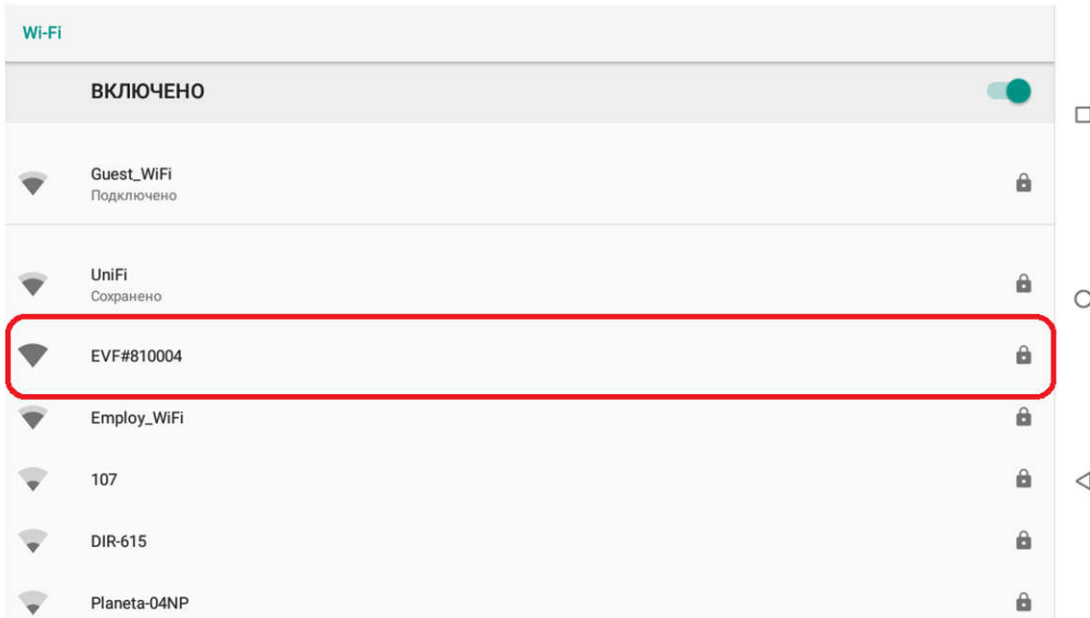 Wi-Fi
ВКЛЮЧЕНО
Guest_WiFi
Подключено
UniFi
Сохранено
EVF#810004
Employ_WiFi
107
DIR-615
Planeta-04NP